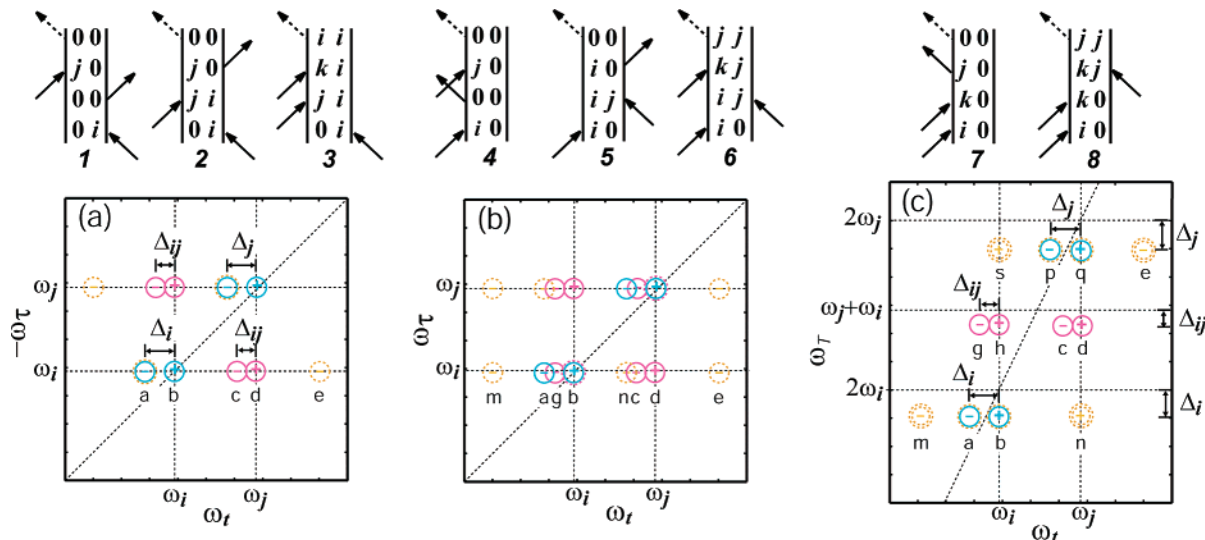 0 0 0 0 i i 0 0 0 0 j j 0 0 j j
j 0 j 0 k i j 0 i 0 k j j 0 k j
0 0 j i j i 0 0 i j i j k 0 k 0
0 i 0 i 0 i i 0 i 0 i 0 i 0 i 0
1 2 3 4 5 6 7 8
(a)
Δij Δj
ωj
-ωτ
Δi Δij
ωi
a b c d e
ωi ωj
ωt
(b)
ωj
ωτ
ωi
m a g b n c d e
ωi ωj
ωt
(c)
2ωj
Δj Δj
s p q e
Δij
ωj+ωi
Δij
g h c d
ωT
2ωi
Δi Δi
m a b n
ωi ωj
ωt